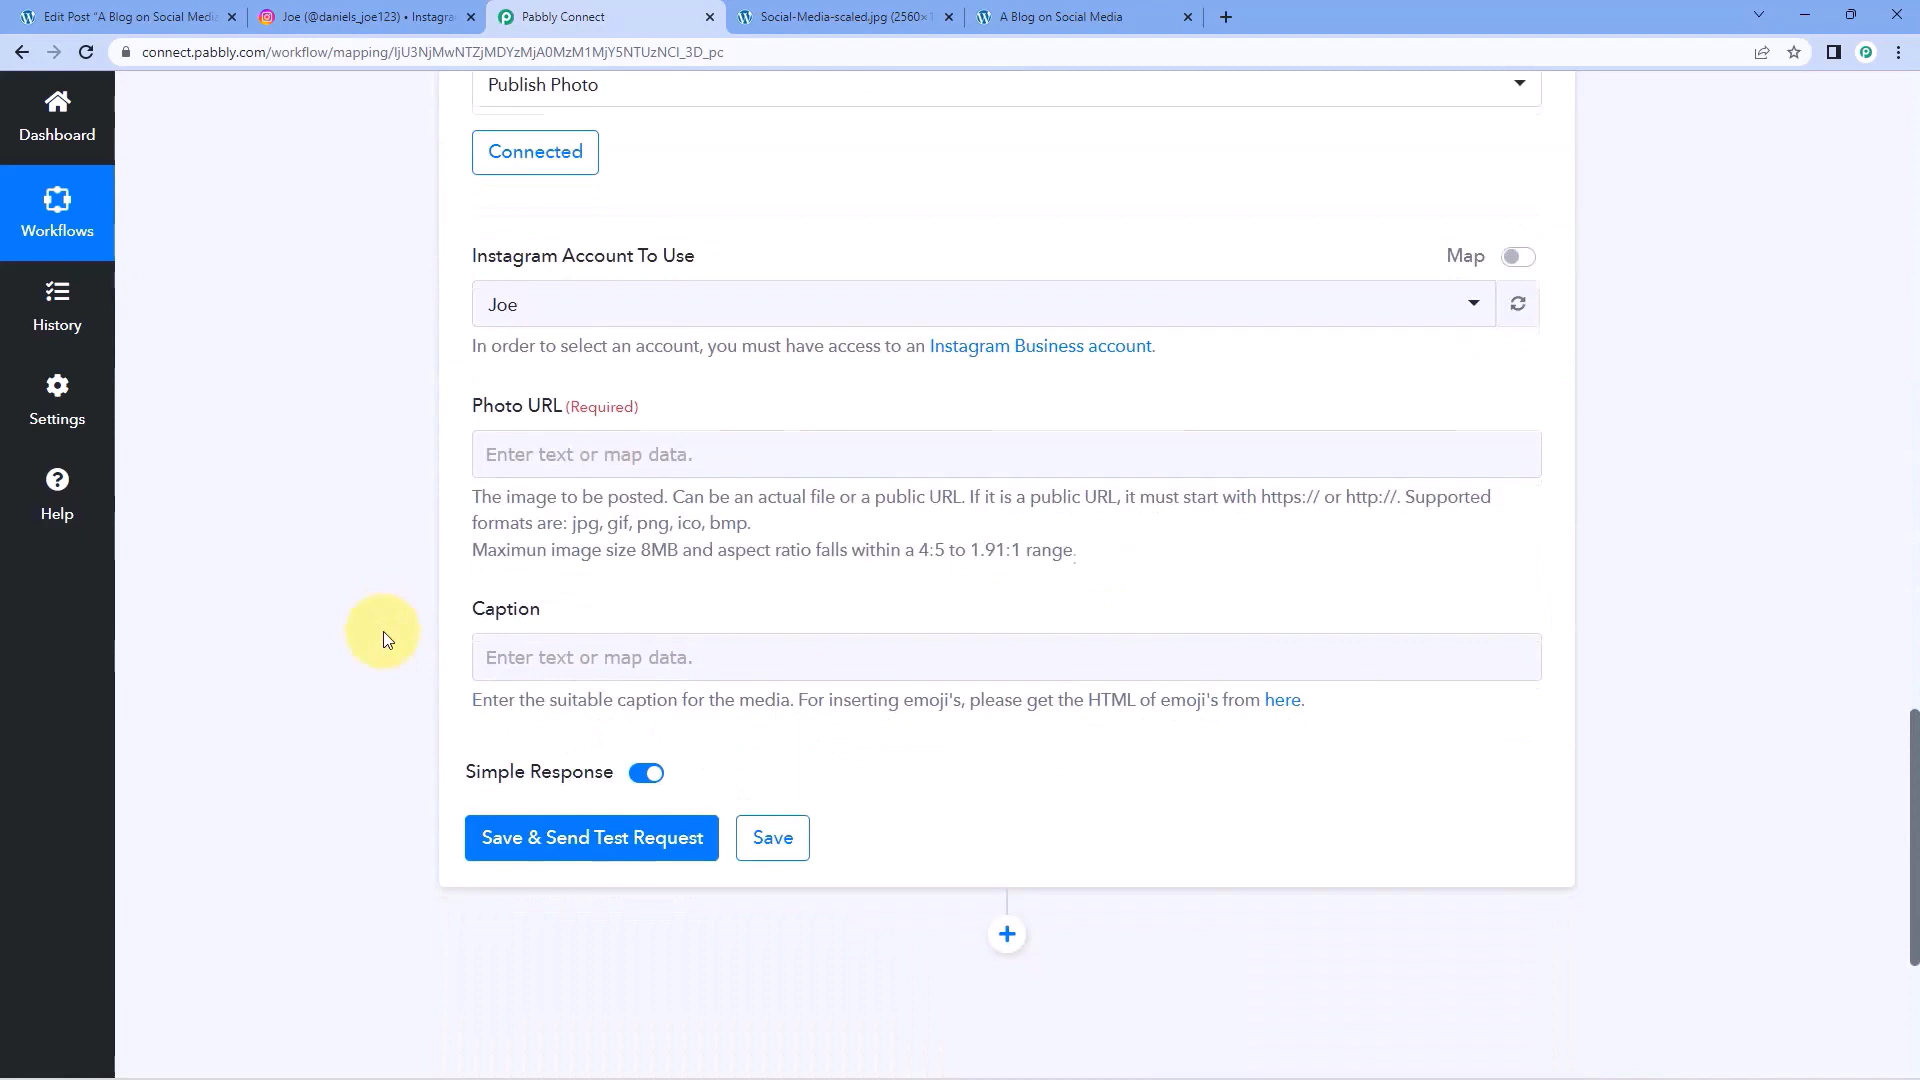 Edit Post "A Blog on Social Media
Joe (@daniels_joe123) • Instagra
Pabbly Connect
Social-Media-scaled.jpg (2560×1
A Blog on Social Media
Publish Photo
Dashboard
Connected
Workflows
Instagram Account To Use
Map
Joe
History
In order to select an account, you must have access to an Instagram Business account.
Photo URL (Required)
Settings
Enter text or map data.
The image to be posted. Can be an actual file or a public URL. If it is a public URL, it must start with https:// or http://. Supported
formats are: jpg, gif, png, ico, bmp.
Help
Maximun image size 8MB and aspect ratio falls within a 4:5 to 1.91:1 range.
Caption
Enter text or map data.
Enter the suitable caption for the media. For inserting emoji's, please get the HTML of emoji's from here.
Simple Response
Save & Send Test Request
Save